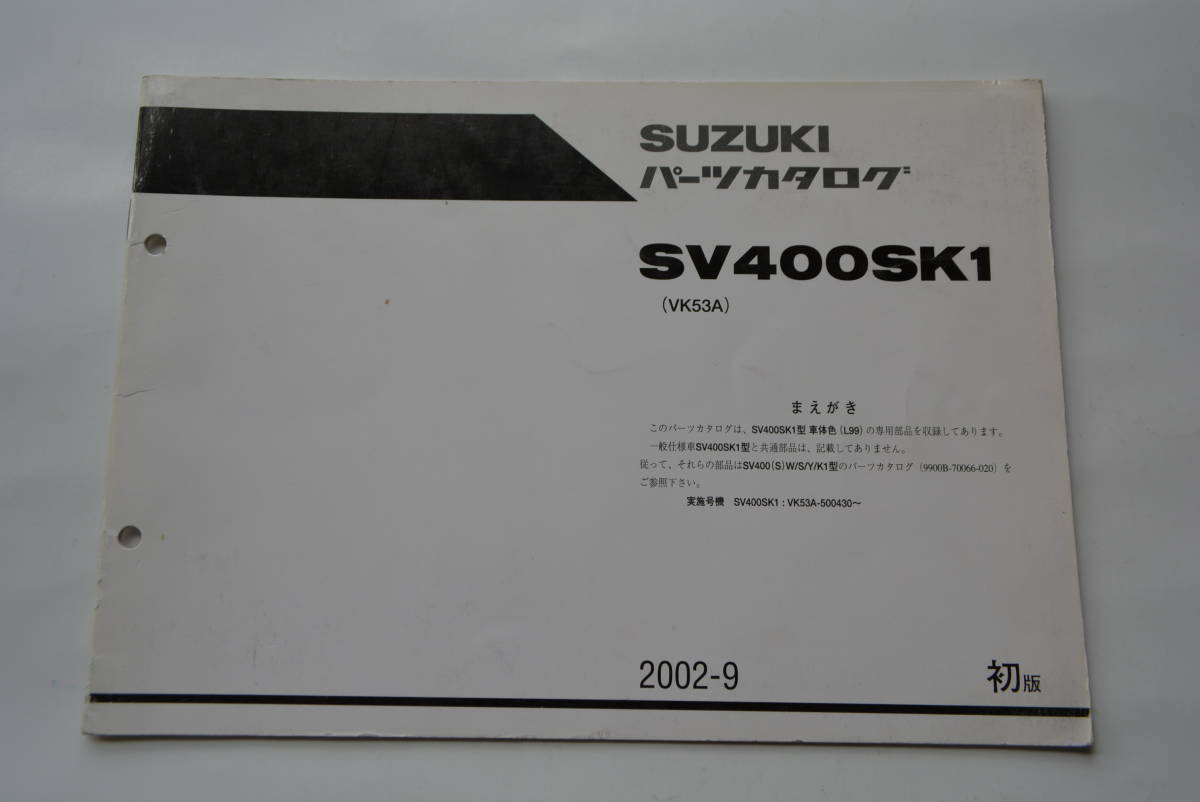 SUZUKI
パーツカタログ
SV400SK1
(VK53A)
まえがき
このパーツカタログは、SV400SK1型 車体色(L99)の専用部品を収録してあります。
一般仕様車SV400SK1型と共通部品は、記載してありません。
従って、それらの部品はSV400(S)W/S/Y/K1型のパーツカタログ(9900B-70066-020)を
ご参照下さい。
実施号機 SV400SK1:VK53A-500430〜
2002-9 初版